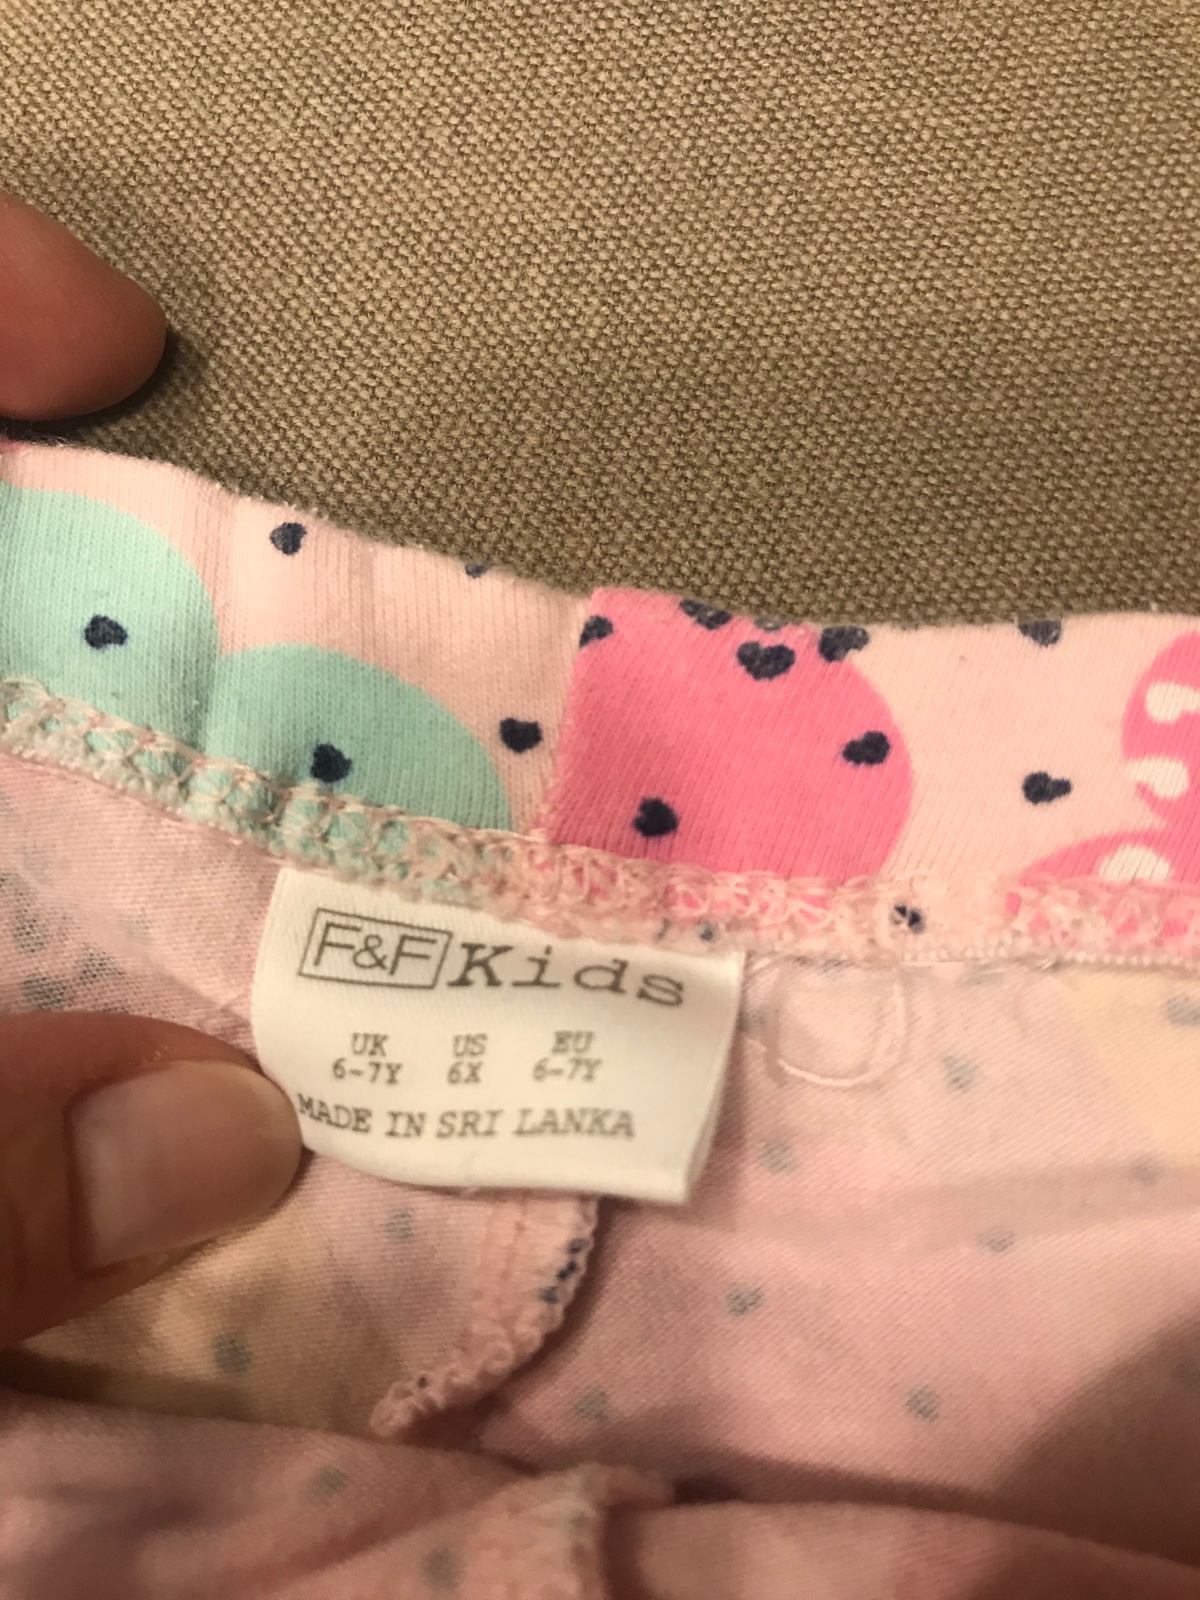 F&F Kids
UK US EU
6-7Y 6X 6-7Y
MADE IN SRI LANKA